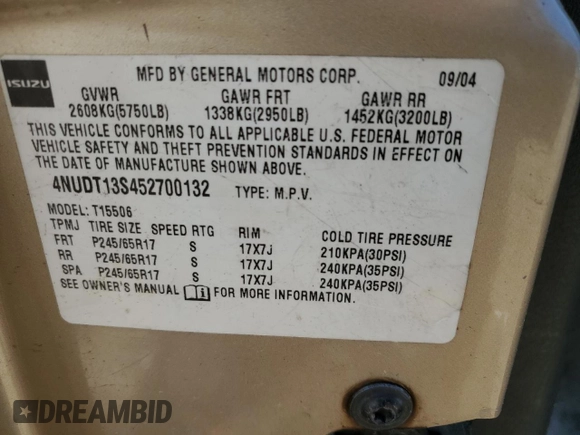 ISUZU
MFD BY GENERAL MOTORS CORP. 09/04
GVWR GAWR FRT GAWR RR
2608KG(5750LB) 1338KG(2950LB) 1452KG(3200LB)
THIS VEHICLE CONFORMS TO ALL APPLICABLE U.S. FEDERAL MOTOR
VEHICLE SAFETY AND THEFT PREVENTION STANDARDS IN EFFECT ON
THE DATE OF MANUFACTURE SHOWN ABOVE.
4NUDT13S452700132 TYPE: M.P.V.
MODEL: T15506
TPMJ TIRE SIZE SPEED RTG RIM COLD TIRE PRESSURE
FRT P245/65R17 S 17X7J 210KPA(30PSI)
RR P245/65R17 S 17X7J 240KPA(35PSI)
SPA P245/65R17 S 17X7J 240KPA(35PSI)
SEE OWNER'S MANUAL FOR MORE INFORMATION.
DREAMBID